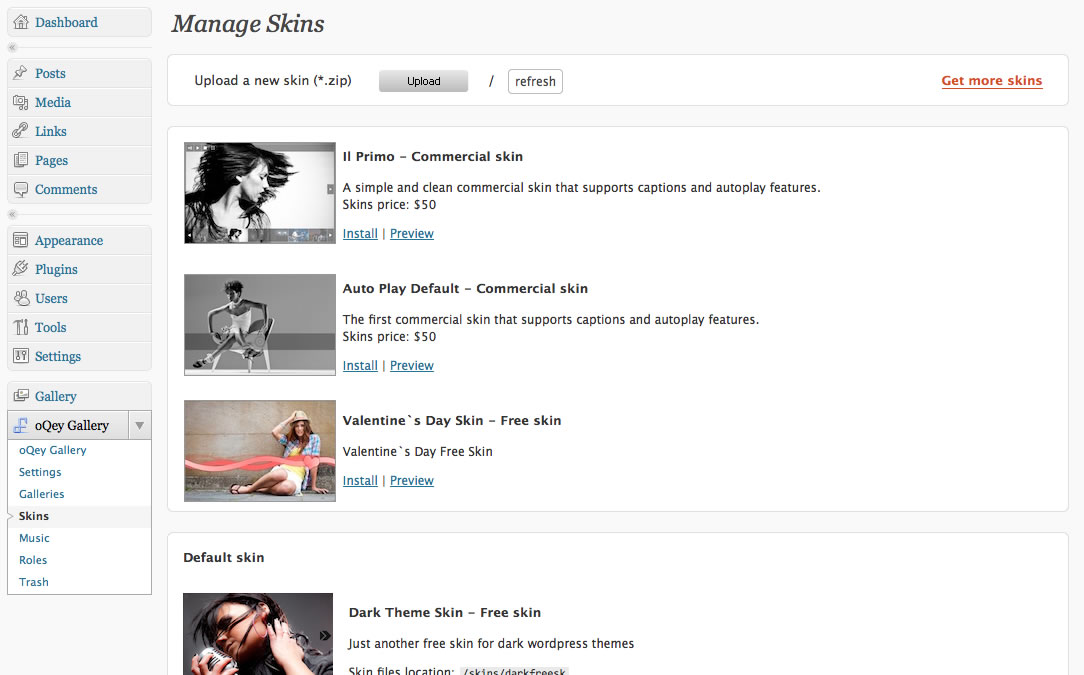 Dashboard
Posts
Media
Links
Pages
Comments
Appearance
Plugins
Users
Tools
Settings
Gallery
oQey Gallery
oQey Gallery
Settings
Galleries
Skins
Music
Roles
Trash
Manage Skins
Upload a new skin (*.zip) Upload / refresh Get more skins
Il Primo – Commercial skin
A simple and clean commercial skin that supports captions and autoplay features.
Skins price: $50
Install | Preview
Auto Play Default – Commercial skin
The first commercial skin that supports captions and autoplay features.
Skins price: $50
Install | Preview
Valentine`s Day Skin – Free skin
Valentine`s Day Free Skin
Install | Preview
Default skin
Dark Theme Skin – Free skin
Just another free skin for dark wordpress themes
Skin files location: /skins/darkfreesk